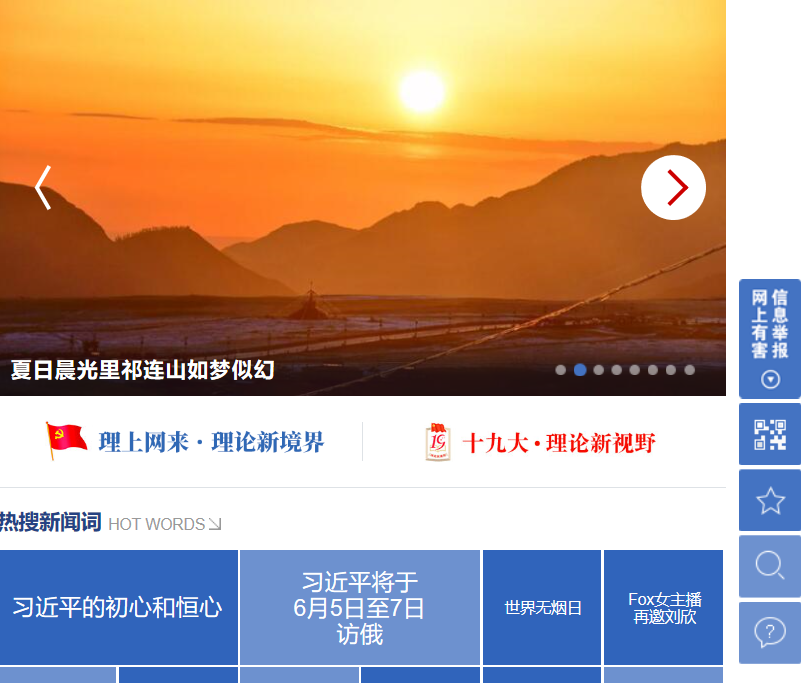 夏日晨光里祁连山如梦似幻
信息举报
网上有害
理上网来·理论新境界
19
十九大·理论新视野
热搜新闻词 HOT WORDS
习近平的初心和恒心
习近平将于
6月5日至7日
访俄
世界无烟日
Fox女主播
再邀刘欣
?